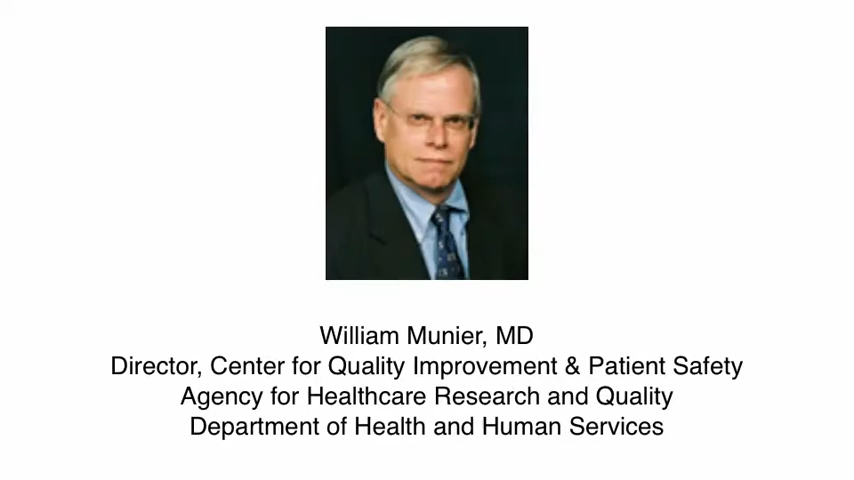 William Munier, MD
Director, Center for Quality Improvement & Patient Safety
Agency for Healthcare Research and Quality
Department of Health and Human Services